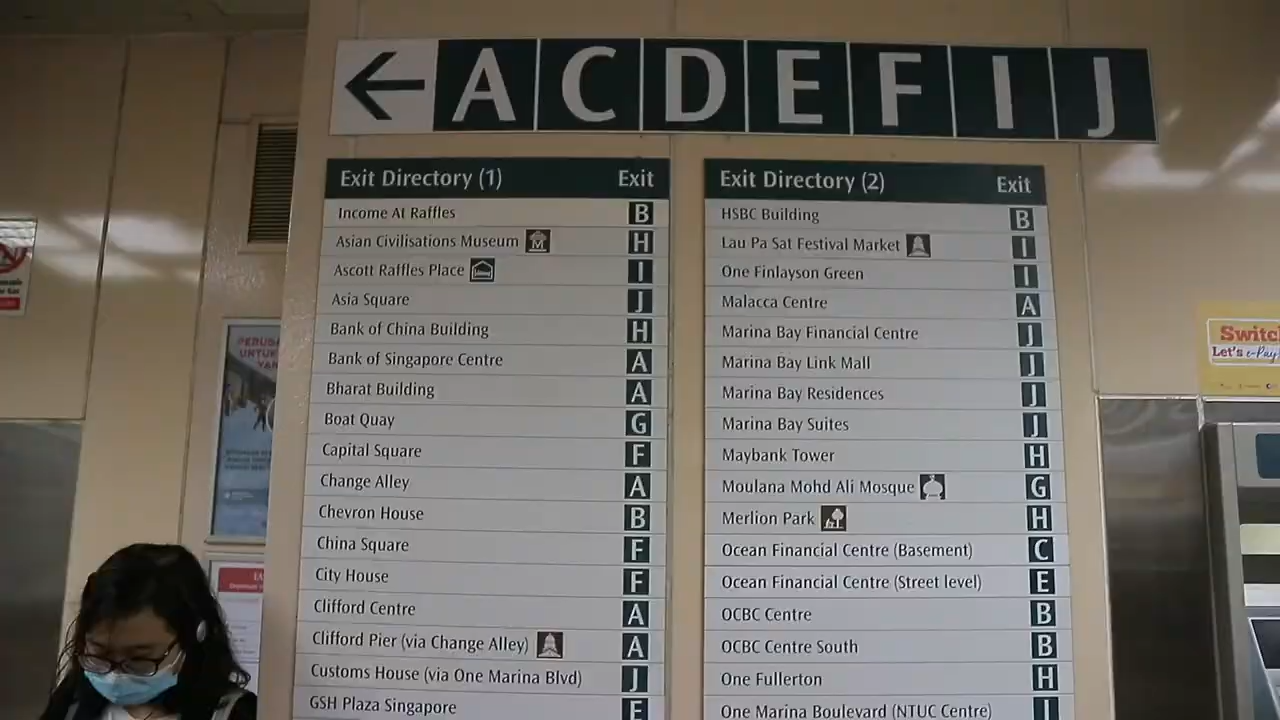 A C D E F I J
Exit Directory (1) Exit
Income At Raffles B
Asian Civilisations Museum H
Ascott Raffles Place I
Asia Square J
Bank of China Building H
Bank of Singapore Centre A
Bharat Building A
Boat Quay G
Capital Square F
Change Alley A
Chevron House B
China Square F
City House F
Clifford Centre A
Clifford Pier (via Change Alley) A
Customs House (via One Marina Blvd) J
GSH Plaza Singapore
Exit Directory (2) Exit
HSBC Building B
Lau Pa Sat Festival Market I
One Finlayson Green I
Malacca Centre A
Marina Bay Financial Centre J
Marina Bay Link Mall J
Marina Bay Residences J
Marina Bay Suites J
Maybank Tower H
Moulana Mohd Ali Mosque G
Merlion Park H
Ocean Financial Centre (Basement) C
Ocean Financial Centre (Street level) E
OCBC Centre B
OCBC Centre South B
One Fullerton H
One Marina Boulevard (NTUC Centre)
Let's e-Pay